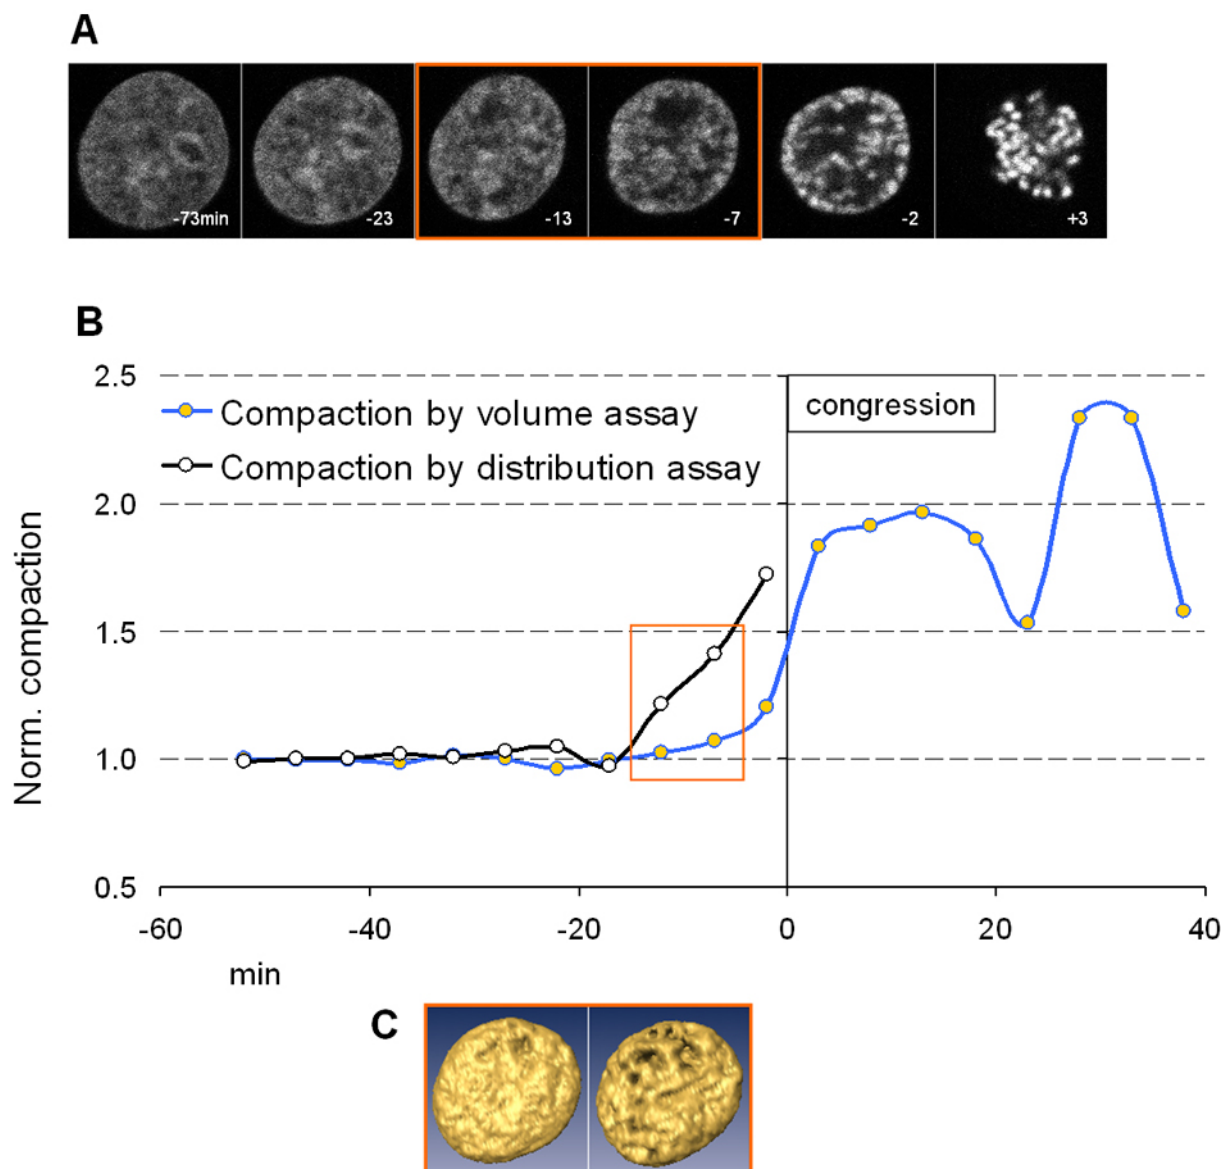 A
-73min
-23
-13
-7
-2
+3
B
2.5
Compaction by volume assay
congression
Compaction by distribution assay
2.0
Norm. compaction
1.5
1.0
0.5
-60
-40
-20
0
20
40
min
C